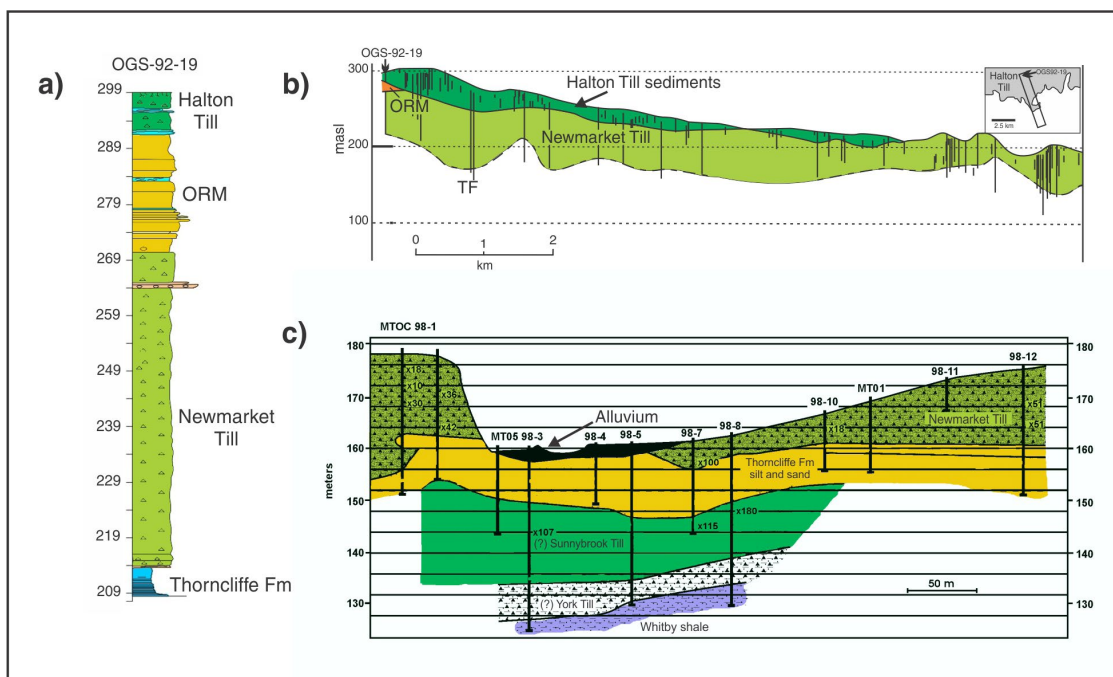 a)
OGS-92-19
299
289
279
269
259
249
239
229
219
209
Halton
Till
ORM
Newmarket
Till
Thorncliffe Fm
b)
OGS-92-19
300
200
100
masl
ORM
Halton Till sediments
Newmarket Till
TF
0 1 2
km
Halton
Till
OGS92-19
2.5 km
c)
MTOC 98-1
180
170
160
150
140
130
meters
x18
x10
x30
x36
x42
MT05
98-3
Alluvium
98-4
98-5
98-7
98-8
98-10
MT01
98-11
98-12
x100
x18
x51
x51
Newmarket Till
Thorncliffe Fm
silt and sand
x180
x115
x107
(?) Sunnybrook Till
(?) York Till
Whitby shale
50 m
180
170
160
150
140
130